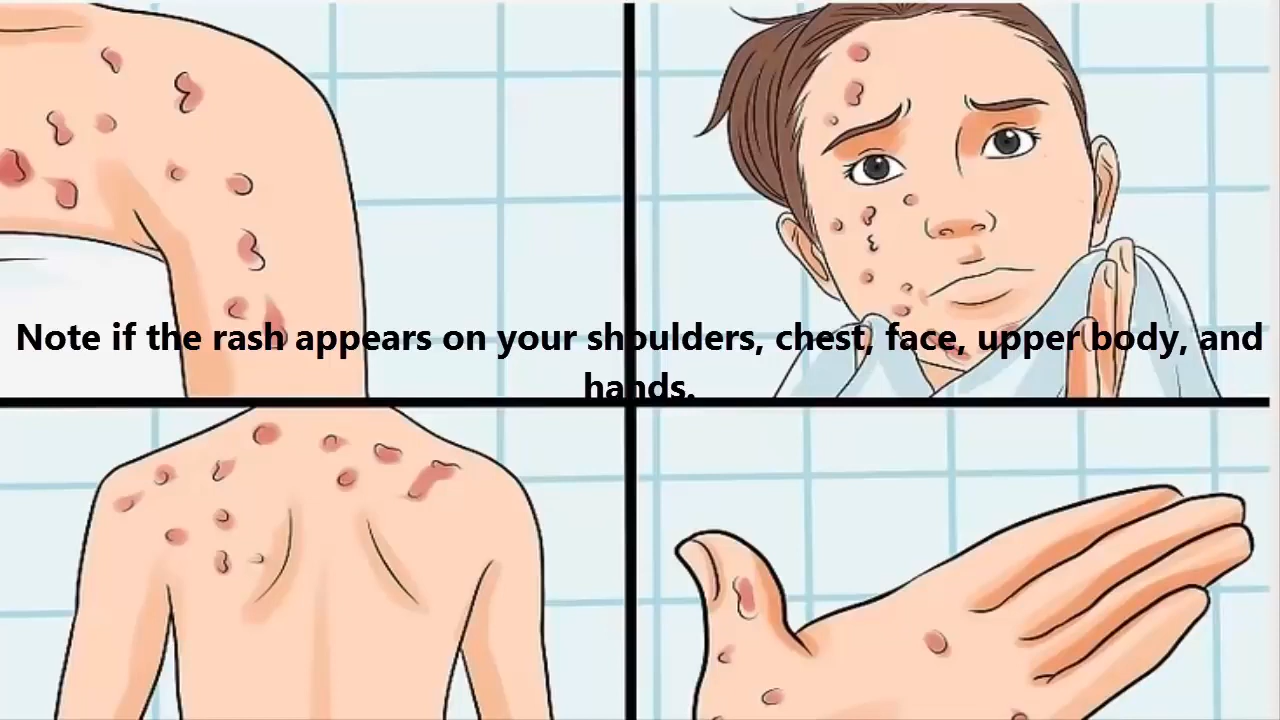 Note if the rash appears on your shoulders, chest, face, upper body, and
hands.